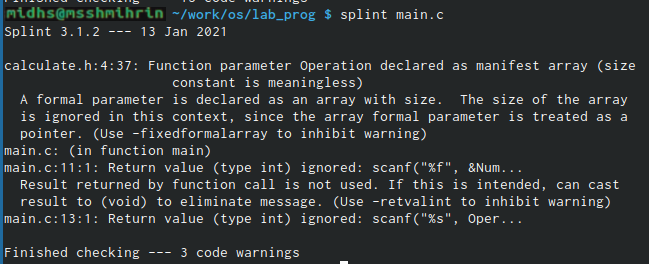 Finished checking --- 6 code warnings
midhs@msshmihrin ~/work/os/lab_prog $ splint main.c
Splint 3.1.2 --- 13 Jan 2021
calculate.h:4:37: Function parameter Operation declared as manifest array (size
constant is meaningless)
A formal parameter is declared as an array with size.  The size of the array
is ignored in this context, since the array formal parameter is treated as a
pointer. (Use -fixedformalarray to inhibit warning)
main.c: (in function main)
main.c:11:1: Return value (type int) ignored: scanf("%f", &Num...
Result returned by function call is not used. If this is intended, can cast
result to (void) to eliminate message. (Use -retvalint to inhibit warning)
main.c:13:1: Return value (type int) ignored: scanf("%s", Oper...
Finished checking --- 3 code warnings